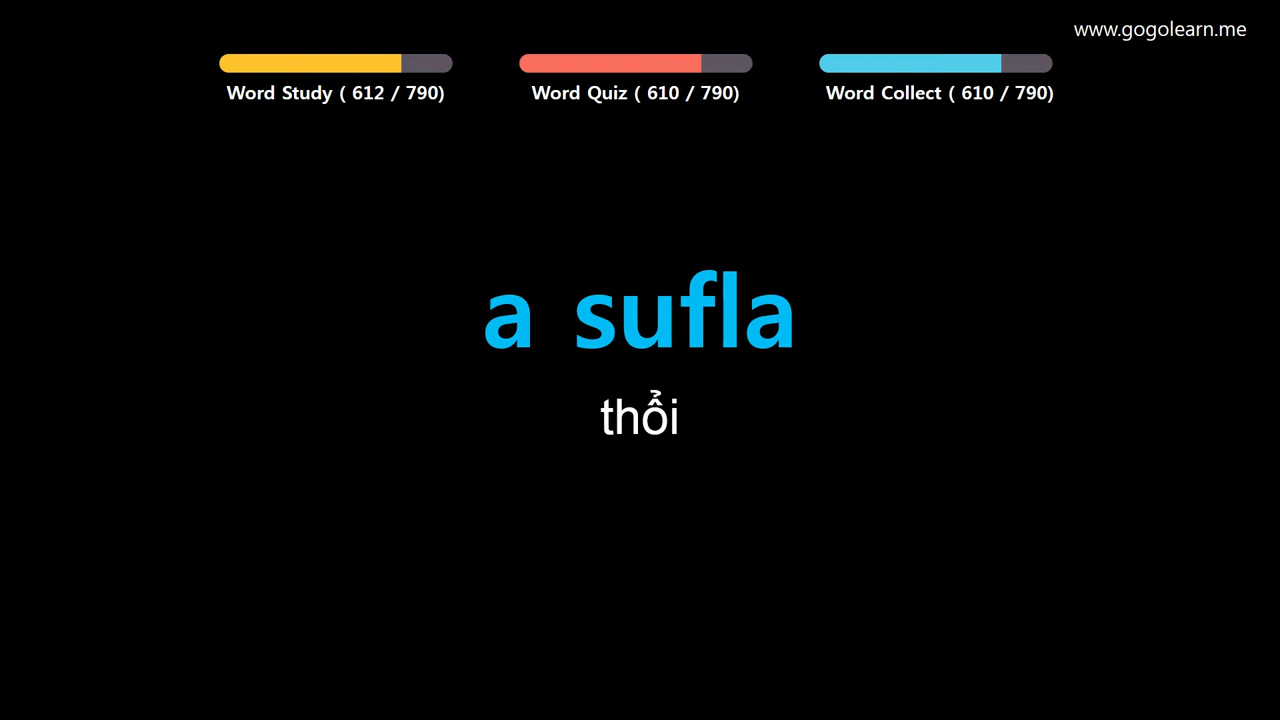 www.gogolearn.me
Word Study ( 612 / 790)
Word Quiz ( 610 / 790)
Word Collect ( 610 / 790)
a sufla
thổi